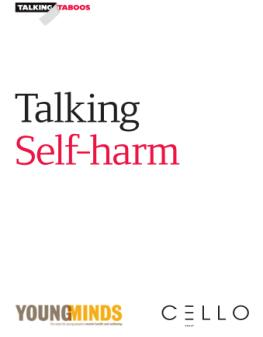 TALKING TABOOS
Talking
Self-harm
YOUNGMINDS
CELLO